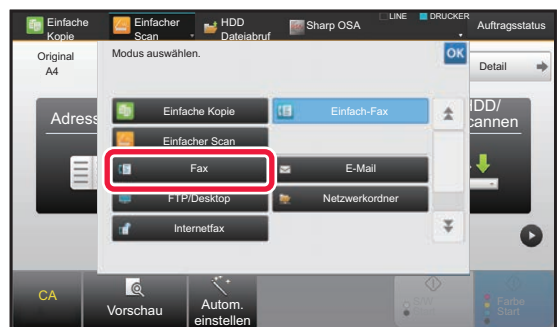 Einfache
Kopie
Einfacher
Scan
HDD
Dateiabruf
Sharp OSA
LINE
DRUCKER
Auftragsstatus
Original
A4
Modus auswählen.
OK
Detail
Adress
HDD/
cannen
Einfache Kopie
Einfach-Fax
Einfacher Scan
Fax
E-Mail
FTP/Desktop
Netzwerkordner
Internetfax
CA
Vorschau
Autom.
einstellen
S/W
Start
Farbe
Start